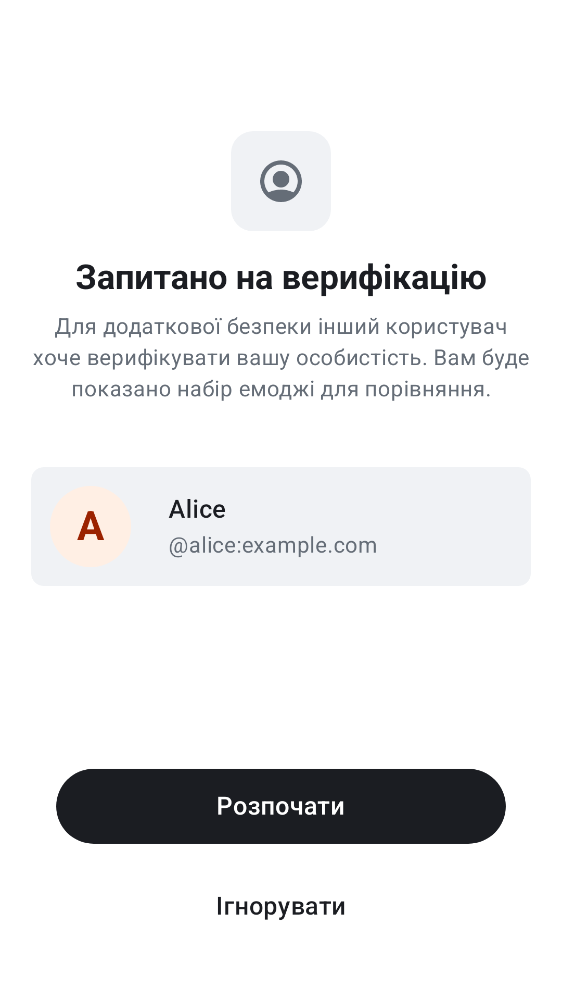 Запитано на верифікацію
Для додаткової безпеки інший користувач
хоче верифікувати вашу особистість. Вам буде
показано набір емоджі для порівняння.
A
Alice
@alice:example.com
Розпочати
Ігнорувати